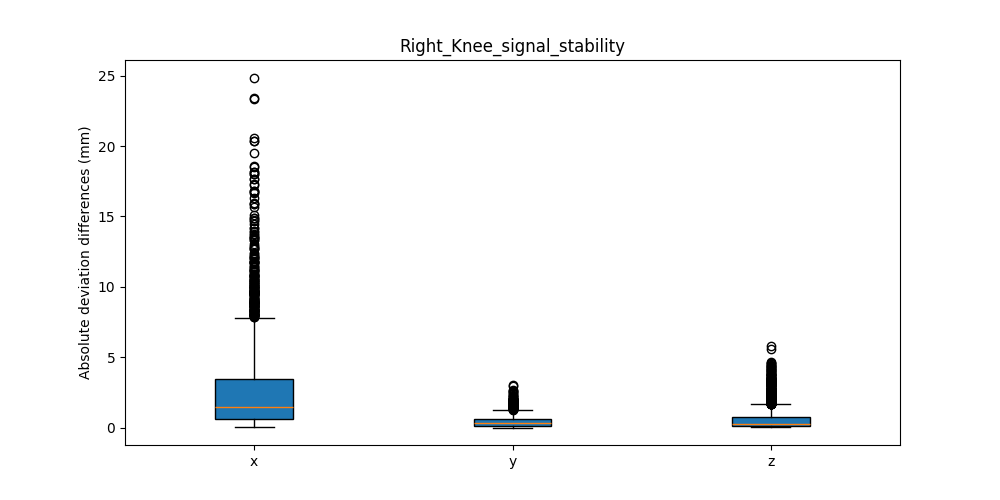 Right_Knee_signal_stability
Absolute deviation differences (mm)
25
20
15
10
5
0
x
y
z